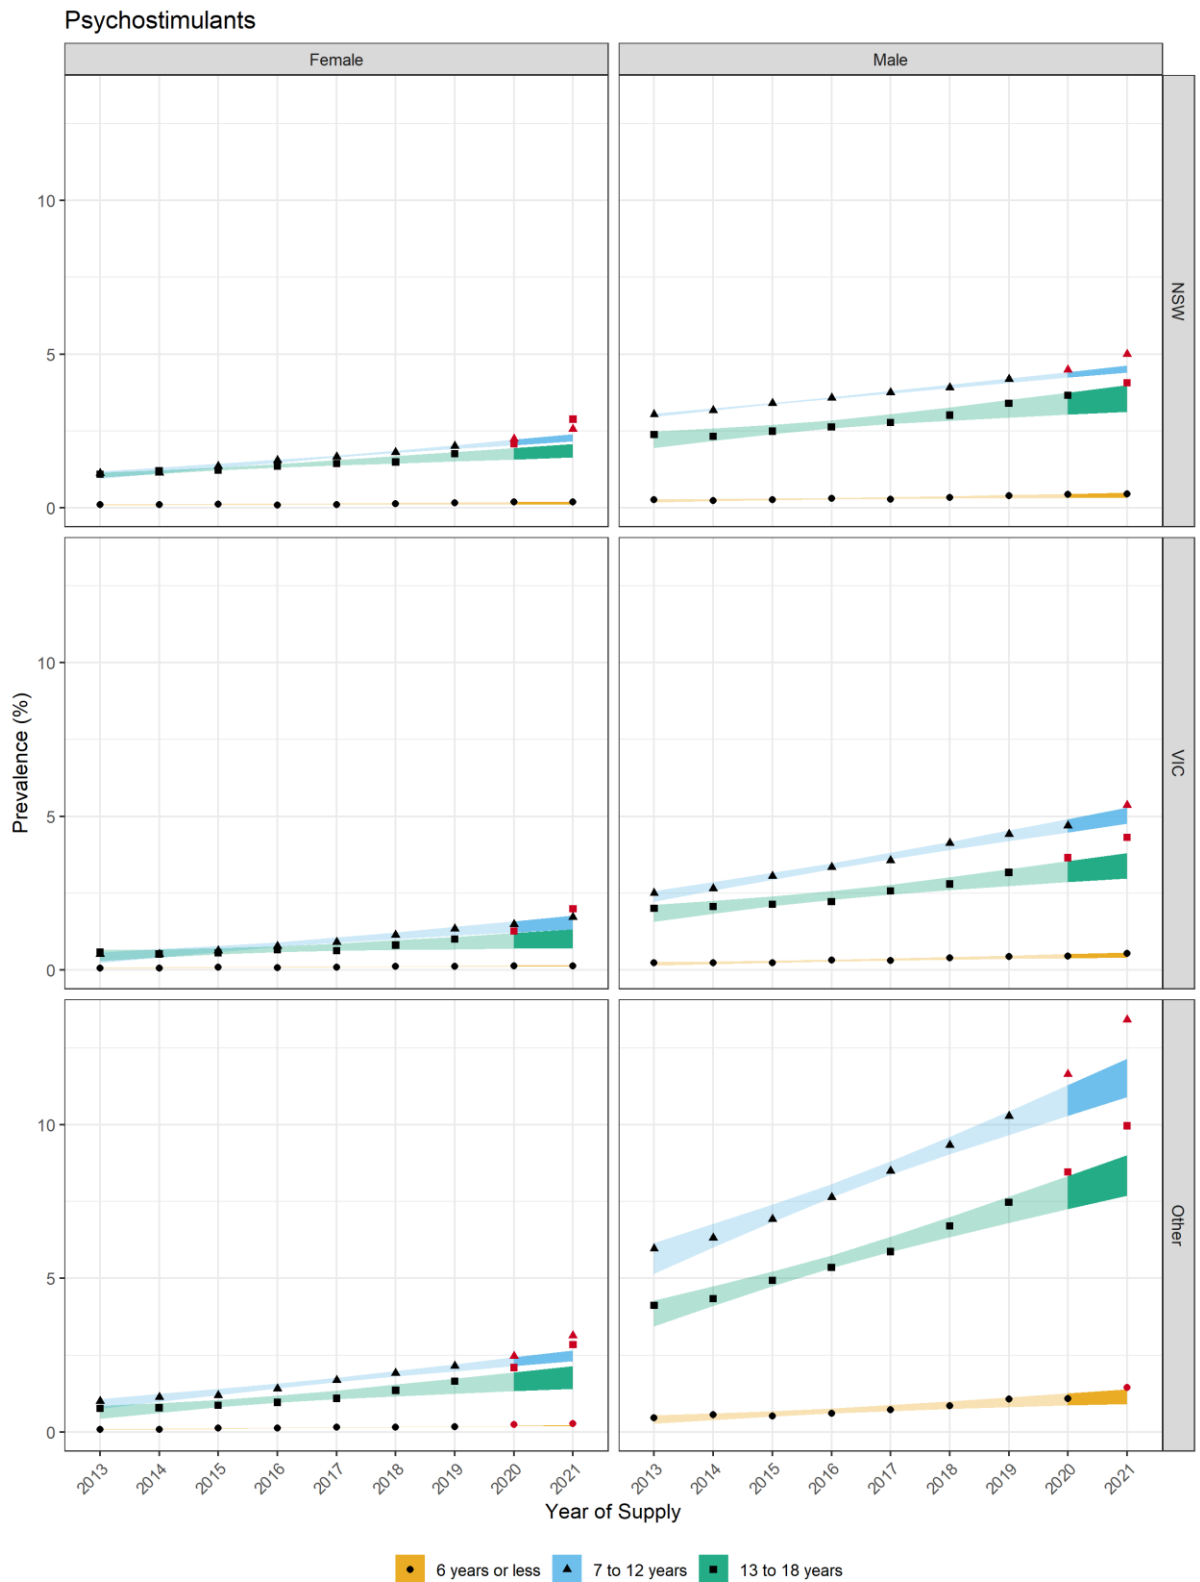 Psychostimulants
Female Male
10
5
0
NSW
10
5
0
VIC
Prevalence (%)
10
5
0
Other
2013 2014 2015 2016 2017 2018 2019 2020 2021 2013 2014 2015 2016 2017 2018 2019 2020 2021
Year of Supply
6 years or less 7 to 12 years 13 to 18 years